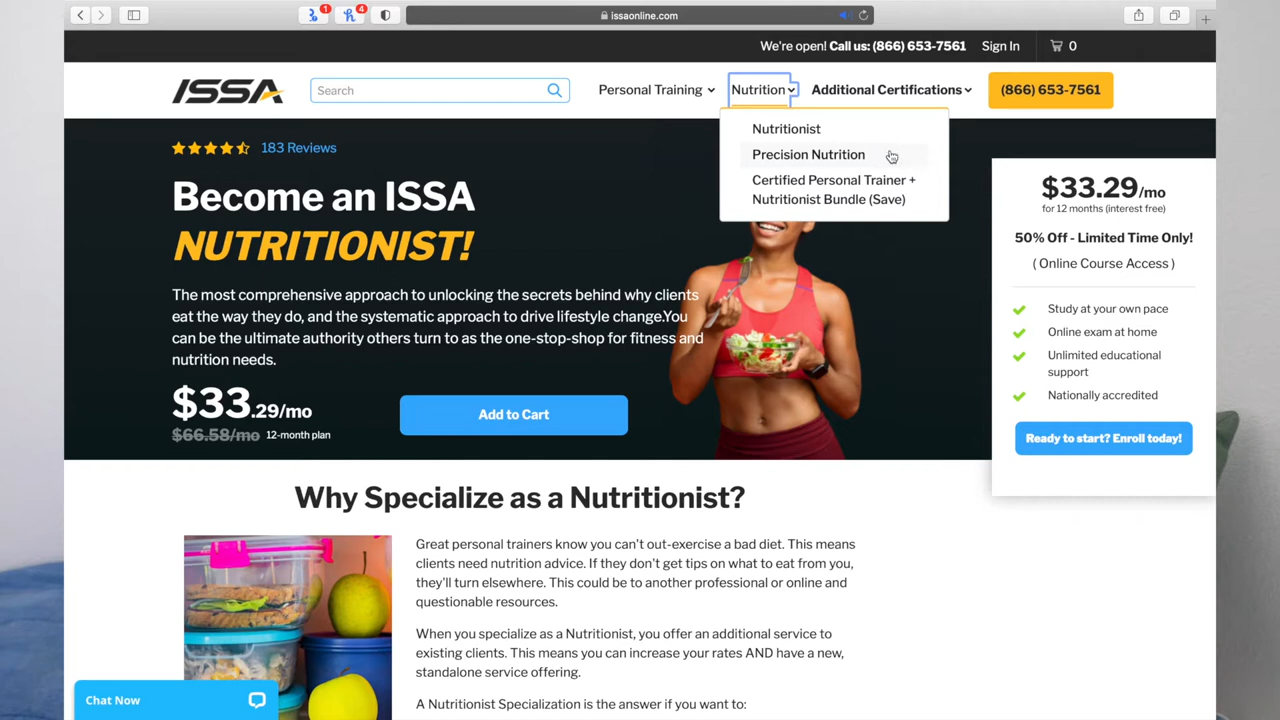 1
4
issaonline.com
We're open! Call us: (866) 653-7561
Sign In
0
ISSA
Search
Personal Training
Nutrition
Additional Certifications
(866) 653-7561
Nutritionist
Precision Nutrition
Certified Personal Trainer +
Nutritionist Bundle (Save)
183 Reviews
Become an ISSA
NUTRITIONIST!
The most comprehensive approach to unlocking the secrets behind why clients
eat the way they do, and the systematic approach to drive lifestyle change.You
can be the ultimate authority others turn to as the one-stop-shop for fitness and
nutrition needs.
$33.29/mo
$66.58/mo 12-month plan
Add to Cart
$33.29/mo
for 12 months (interest free)
50% Off - Limited Time Only!
( Online Course Access )
Study at your own pace
Online exam at home
Unlimited educational
support
Nationally accredited
Ready to start? Enroll today!
Why Specialize as a Nutritionist?
Great personal trainers know you can't out-exercise a bad diet. This means
clients need nutrition advice. If they don't get tips on what to eat from you,
they'll turn elsewhere. This could be to another professional or online and
questionable resources.
When you specialize as a Nutritionist, you offer an additional service to
existing clients. This means you can increase your rates AND have a new,
standalone service offering.
A Nutritionist Specialization is the answer if you want to:
Chat Now